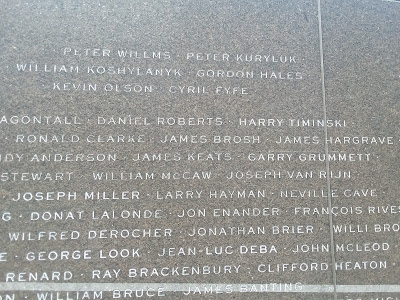 PETER WILLMS · PETER KURYLUK
WILLIAM KOSHYLANYK · GORDON HALES
KEVIN OLSON · CYRIL FYFE
AGONTALL · DANIEL ROBERTS · HARRY TIMINSKI ·
RONALD CLARKE · JAMES BROSH · JAMES HARGRAVE
DY ANDERSON · JAMES KEATS · GARRY GRUMMETT
STEWART · WILLIAM McCAW · JOSEPH VAN RIJN
JOSEPH MILLER · LARRY HAYMAN · NEVILLE CAVE
G · DONAT LALONDE · JON ENANDER · FRANÇOIS RIVES
WILFRED DEROCHER · JONATHAN BRIER · WILLI BRO
E · GEORGE LOOK · JEAN-LUC DEBA · JOHN MCLEOD
RENARD · RAY BRACKENBURY · CLIFFORD HEATON ·
ON · WILLIAM BRUCE · JAMES BANTING